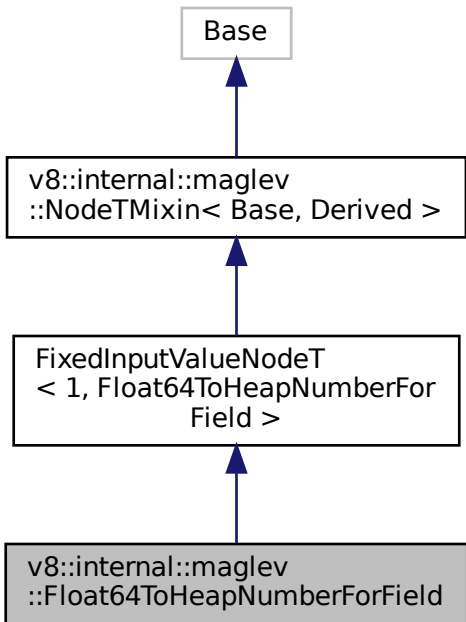 Base
v8::internal::maglev
::NodeTMixin< Base, Derived >
FixedInputValueNodeT
< 1, Float64ToHeapNumberFor
Field >
v8::internal::maglev
::Float64ToHeapNumberForField